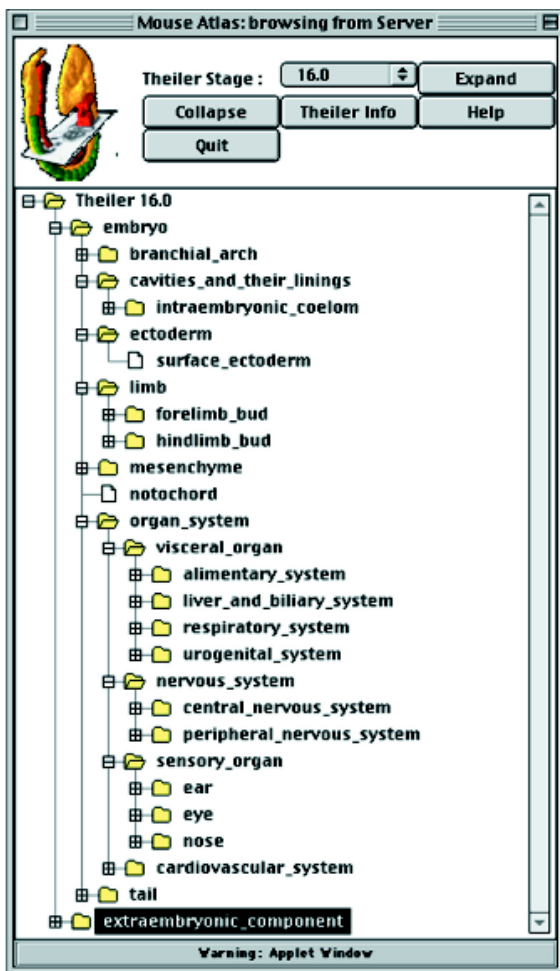 Mouse Atlas: browsing from Server
Theiler Stage : 16.0 Expand
Collapse Theiler Info Help
Quit
Theiler 16.0
embryo
branchial_arch
cavities_and_their_linings
intraembryonic_coelom
ectoderm
surface_ectoderm
limb
forelimb_bud
hindlimb_bud
mesenchyme
notochord
organ_system
visceral_organ
alimentary_system
liver_and_biliary_system
respiratory_system
urogenital_system
nervous_system
central_nervous_system
peripheral_nervous_system
sensory_organ
ear
eye
nose
cardiovascular_system
tail
extraembryonic_component
Warning: Applet Window